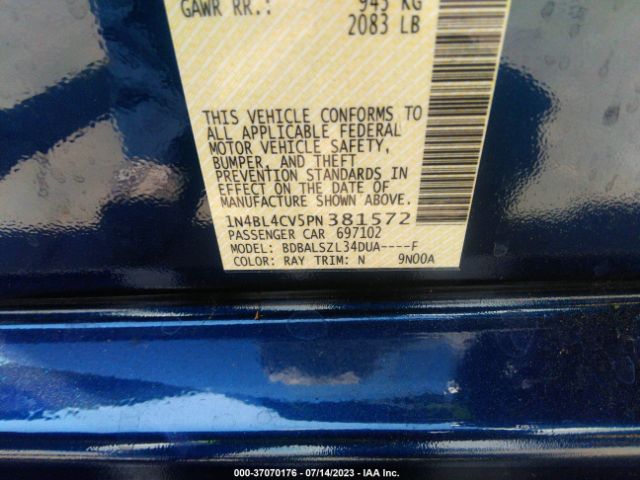 GAWR RR.: 945 KG
2083 LB
THIS VEHICLE CONFORMS TO
ALL APPLICABLE FEDERAL
MOTOR VEHICLE SAFETY,
BUMPER, AND THEFT
PREVENTION STANDARDS IN
EFFECT ON THE DATE OF
MANUFACTURE SHOWN ABOVE.
1N4BL4CV5PN381572
PASSENGER CAR 697102
MODEL: BDBALSZL34DUA----F
COLOR: RAY TRIM: N 9N00A
000-37070176 - 07/14/2023 - IAA Inc.